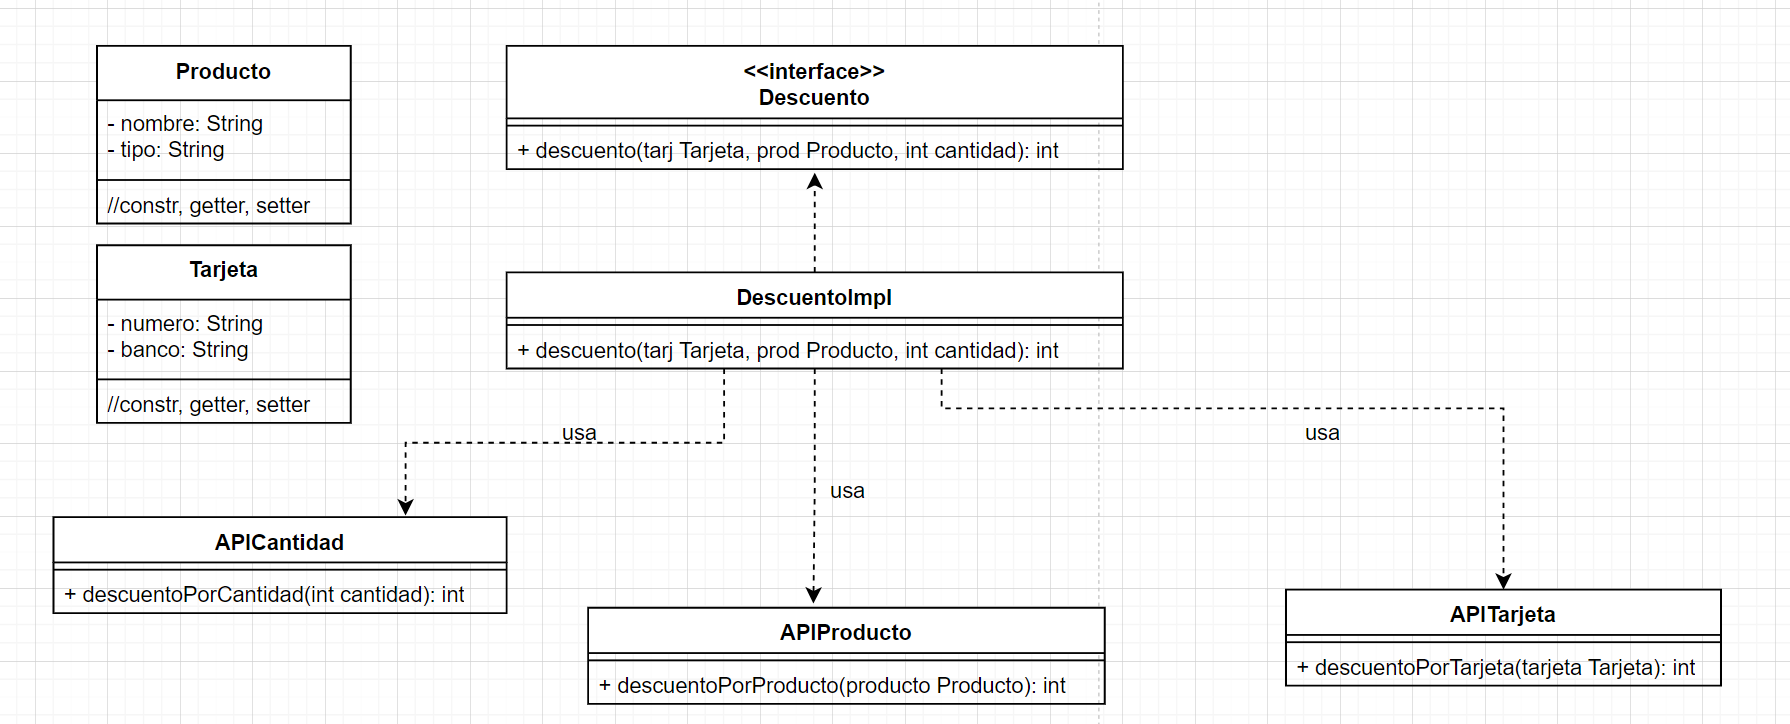 Producto
- nombre: String
- tipo: String
//constr, getter, setter
Tarjeta
- numero: String
- banco: String
//constr, getter, setter
<<interface>>
Descuento
+ descuento(tarj Tarjeta, prod Producto, int cantidad): int
DescuentoImpl
+ descuento(tarj Tarjeta, prod Producto, int cantidad): int
usa
usa
usa
APICantidad
+ descuentoPorCantidad(int cantidad): int
APIProducto
+ descuentoPorProducto(producto Producto): int
APITarjeta
+ descuentoPorTarjeta(tarjeta Tarjeta): int